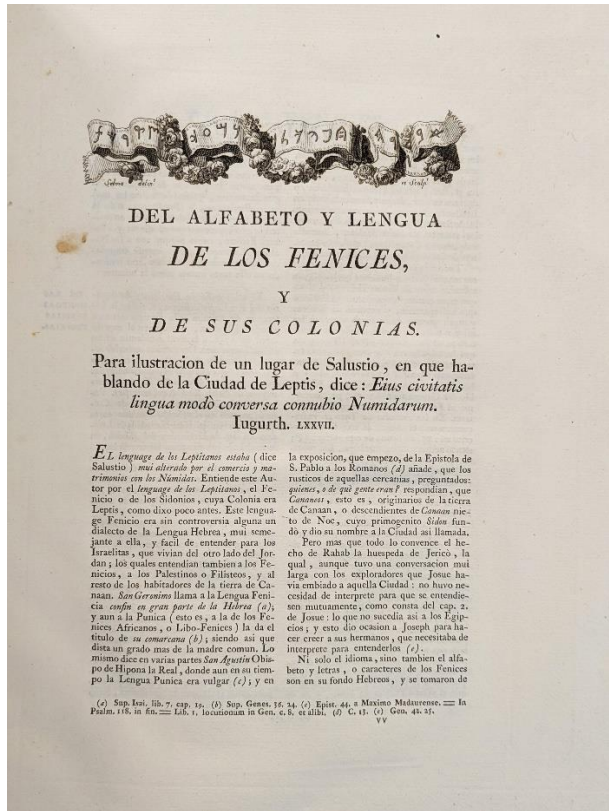 DEL ALFABETO Y LENGUA
DE LOS FENICES,
Y
DE SUS COLONIAS.
Para ilustracion de un lugar de Salustio, en que ha-
blando de la Ciudad de Leptis, dice: Eius civitatis
lingua modò conversa connubio Numidarum.
Iugurth. LXXVII.
EL lenguage de los Leptitanos estaba (dice
Salustio) mui alterado por el comercio y ma-
trimonios con los Númidas. Entiende este Au-
tor por el lenguage de los Leptitanos, el Fe-
nicio o de los Sidonios, cuya Colonia era
Leptis, como dixo poco antes. Este lengua-
ge Fenicio era sin controversia alguna un
dialecto de la Lengua Hebrea, mui seme-
jante a ella, y facil de entender para los
Israelitas, que vivian del otro lado del Jor-
dan; los quales entendian tambien a los Fe-
nicios, a los Palestinos o Filisteos, y al
resto de los habitadores de la tierra de Ca-
naan. San Geronimo llama a la Lengua Feni-
cia confin en gran parte de la Hebrea (a);
y aun a la Punica (esto es, a la de los Fe-
nices Africanos, o Libo-Fenices) la da el
titulo de su comarcana (b); siendo asi que
dista un grado mas de la madre comun. Lo
mismo dice en varias partes San Agustin Obis-
po de Hipona la Real, donde aun en su tiem-
po la Lengua Punica era vulgar (c); y en
la exposicion, que empezo, de la Epistola de
S. Pablo a los Romanos (d) añade, que los
rusticos de aquellas cercanias, preguntados:
quienes, o de què gente eran? respondian, que
Cananeos, esto es, originarios de la tierra
de Canaan, o descendientes de Canaan nie-
to de Noe, cuyo primogenito Sidon fun-
dò y dio su nombre a la Ciudad asi llamada.
Pero mas que todo lo convence el he-
cho de Rahab la huespeda de Jericò, la
qual, aunque tuvo una conversacion mui
larga con los exploradores que Josue ha-
via embiado a aquella Ciudad: no huvo ne-
cesidad de interprete para que se entendie-
sen mutuamente, como consta del cap. 2.
de Josue: lo que no sucedia asi a los Egip-
cios; y esto dio ocasion a Joseph para ha-
cer creer a sus hermanos, que necesitaba de
interprete para entenderlos (e).
Ni solo el idioma, sino tambien el alfa-
beto y letras, o caracteres de los Fenices
son en su fondo Hebreos, y se tomaron de
(a) Sup. Isai. lib. 7. cap. 19. (b) Sup. Genes. 36. 24. (c) Epist. 44. a Maximo Madaurense. = In
Psalm. 118. in fin. = Lib. 1. locutionum in Gen. c. 8. et alibi. (d) C. 13. (e) Gen. 42. 23.
VV